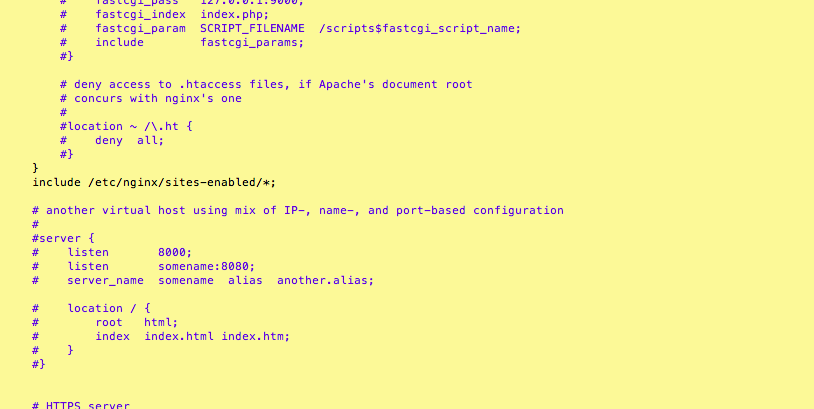 #    fastcgi_pass   127.0.0.1:9000;
#    fastcgi_index  index.php;
#    fastcgi_param  SCRIPT_FILENAME  /scripts$fastcgi_script_name;
#    include        fastcgi_params;
#}
# deny access to .htaccess files, if Apache's document root
# concurs with nginx's one
#
#location ~ /\.ht {
#    deny  all;
#}
}
include /etc/nginx/sites-enabled/*;
# another virtual host using mix of IP-, name-, and port-based configuration
#
#server {
#    listen       8000;
#    listen       somename:8080;
#    server_name  somename  alias  another.alias;
#    location / {
#        root   html;
#        index  index.html index.htm;
#    }
#}
# HTTPS server